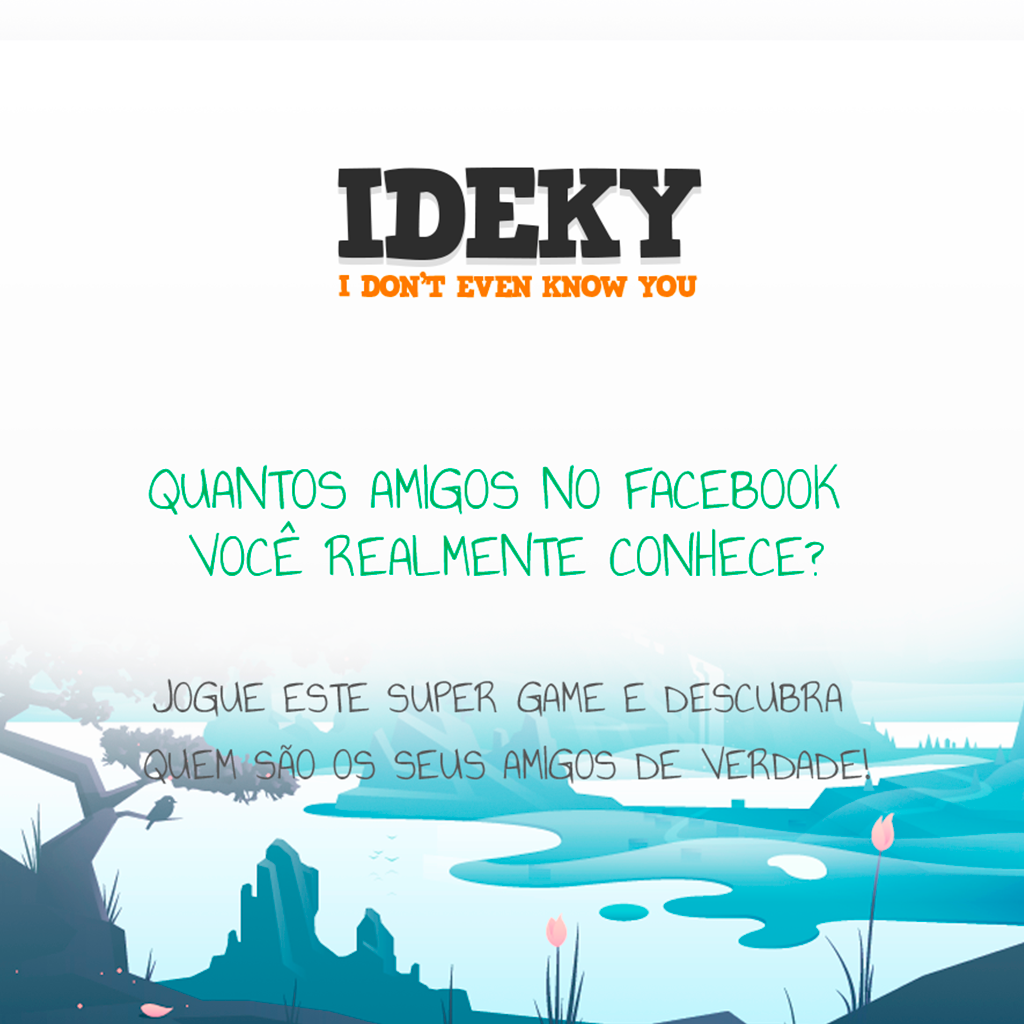 IDEKY
I DON'T EVEN KNOW YOU
QUANTOS AMIGOS NO FACEBOOK
VOCÊ REALMENTE CONHECE?
JOGUE ESTE SUPER GAME E DESCUBRA
QUEM SÃO OS SEUS AMIGOS DE VERDADE!